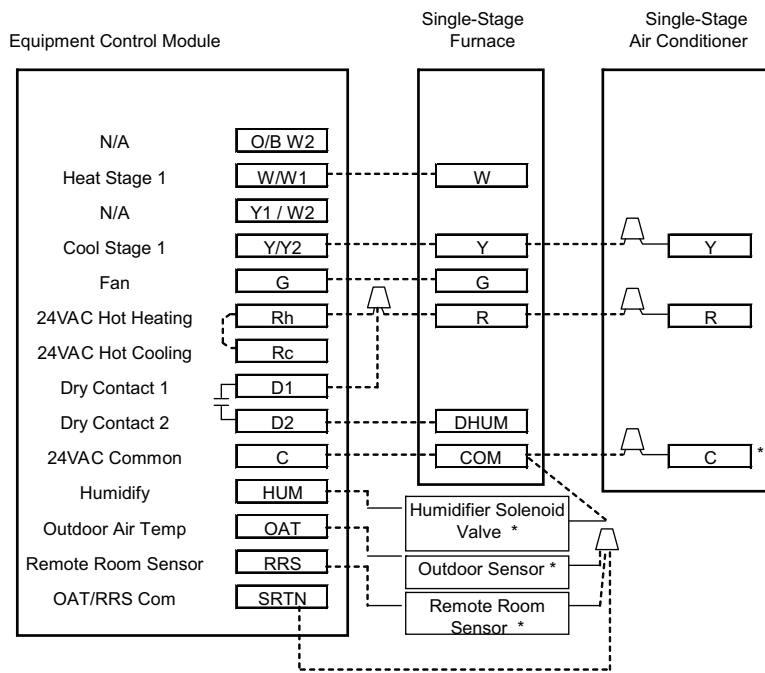 Single-Stage
Furnace
Single-Stage
Air Conditioner
Equipment Control Module
N/A O/B W2
Heat Stage 1 W/W1 W
N/A Y1 / W2
Cool Stage 1 Y/Y2 Y Y
Fan G G
24VAC Hot Heating Rh R R
24VAC Hot Cooling Rc
Dry Contact 1 D1
Dry Contact 2 D2 DHUM
24VAC Common C COM C *
Humidify HUM
Humidifier Solenoid
Valve *
Outdoor Air Temp OAT
Outdoor Sensor *
Remote Room Sensor RRS
OAT/RRS Com SRTN
Remote Room
Sensor *